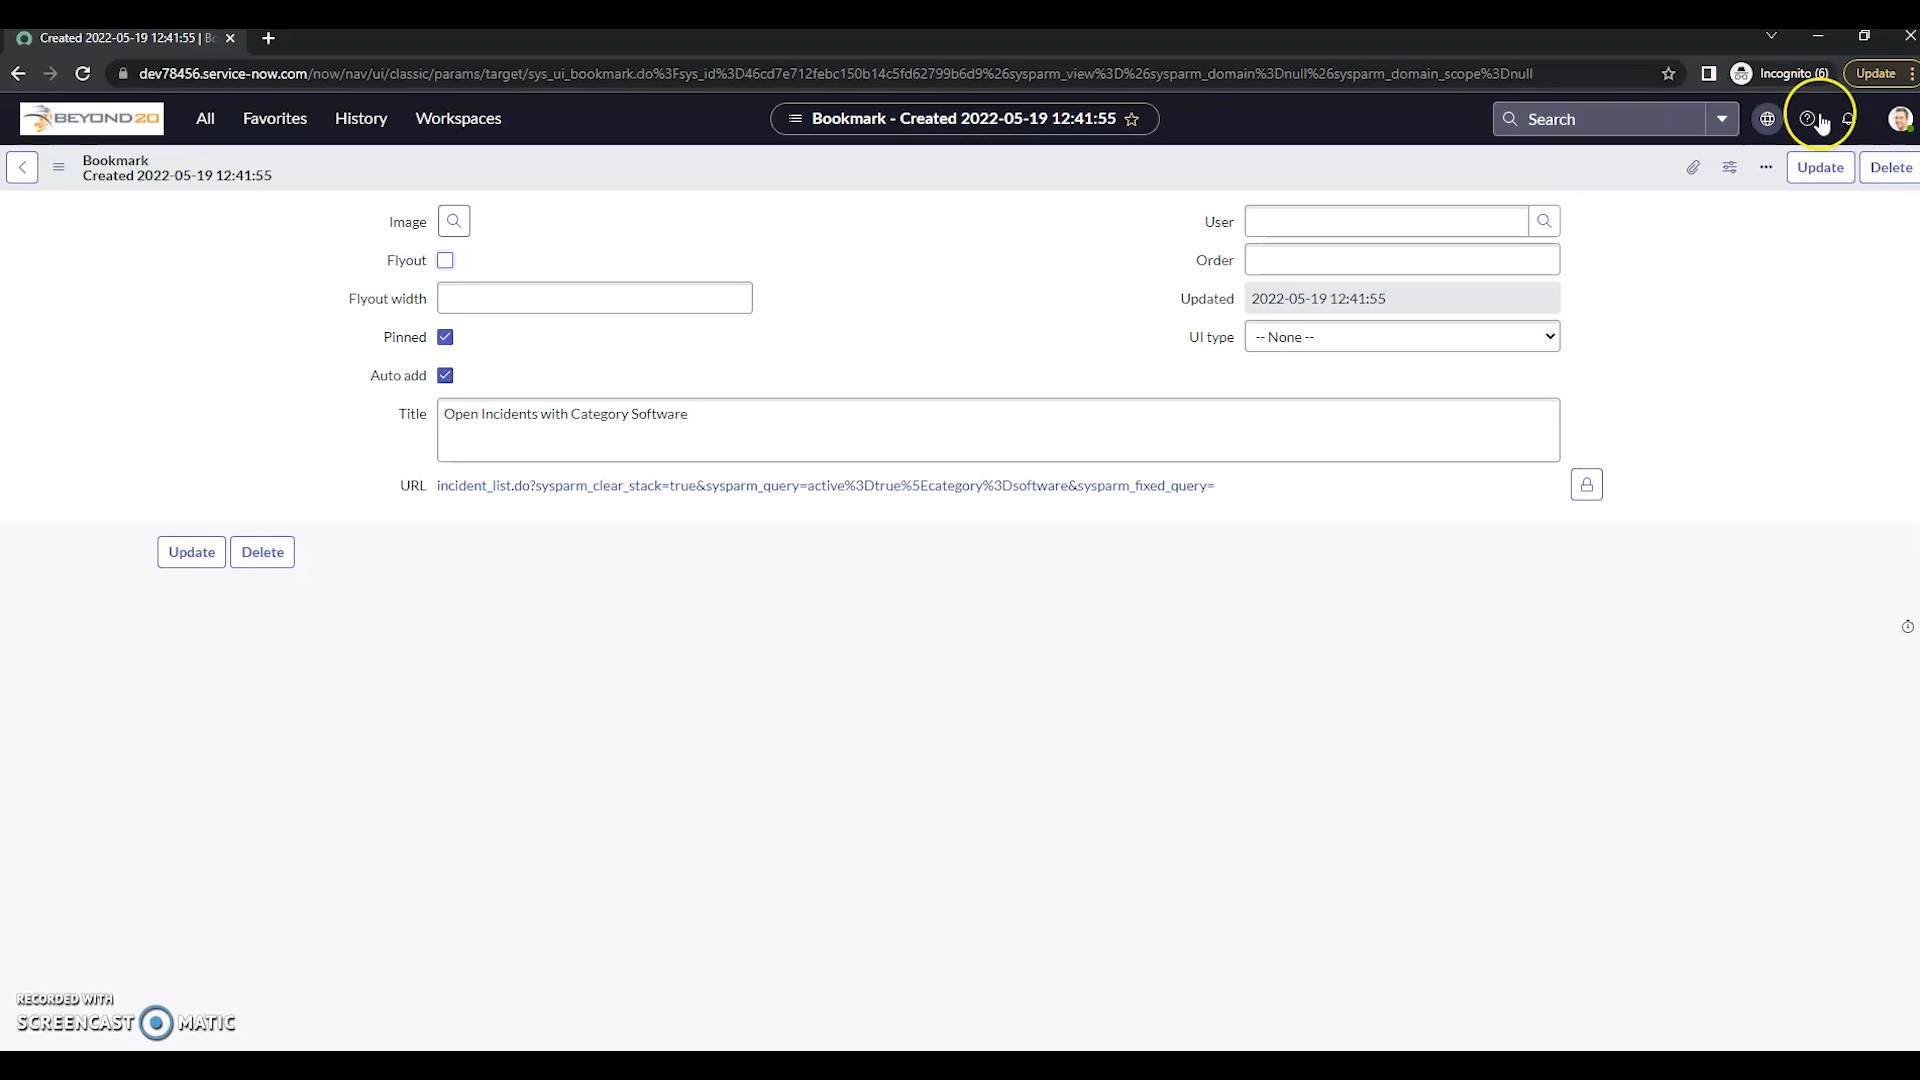 Created 2022-05-19 12:41:55 | Bo
dev78456.service-now.com/now/nav/ui/classic/params/target/sys_ui_bookmark.do%3Fsys_id%3D46cd7e712febc150b14c5fd62799b6d9%26sysparm_view%3D%26sysparm_domain%3Dnull%26sysparm_domain_scope%3Dnull
Incognito (6)
Update
BEYOND20
All
Favorites
History
Workspaces
Bookmark - Created 2022-05-19 12:41:55
Search
Bookmark
Created 2022-05-19 12:41:55
Update
Delete
Image
User
Flyout
Order
Flyout width
Updated 2022-05-19 12:41:55
Pinned
UI type -- None --
Auto add
Title Open Incidents with Category Software
URL incident_list.do?sysparm_clear_stack=true&sysparm_query=active%3Dtrue%5Ecategory%3Dsoftware&sysparm_fixed_query=
Update
Delete
RECORDED WITH
SCREENCAST MATIC